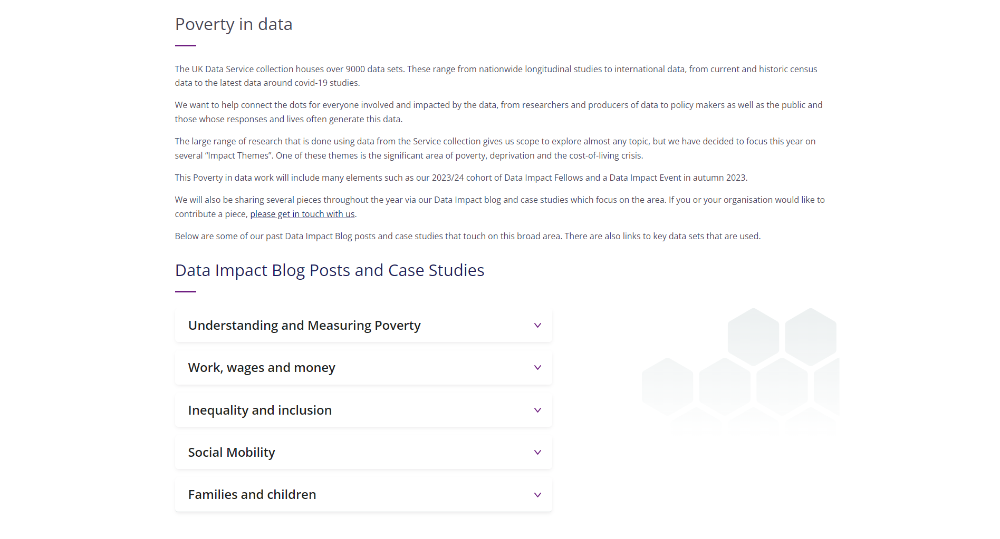 Poverty in data
The UK Data Service collection houses over 9000 data sets. These range from nationwide longitudinal studies to international data, from current and historic census
data to the latest data around covid-19 studies.
We want to help connect the dots for everyone involved and impacted by the data, from researchers and producers of data to policy makers as well as the public and
those whose responses and lives often generate this data.
The large range of research that is done using data from the Service collection gives us scope to explore almost any topic, but we have decided to focus this year on
several “Impact Themes”. One of these themes is the significant area of poverty, deprivation and the cost-of-living crisis.
This Poverty in data work will include many elements such as our 2023/24 cohort of Data Impact Fellows and a Data Impact Event in autumn 2023.
We will also be sharing several pieces throughout the year via our Data Impact blog and case studies which focus on the area. If you or your organisation would like to
contribute a piece, please get in touch with us.
Below are some of our past Data Impact Blog posts and case studies that touch on this broad area. There are also links to key data sets that are used.
Data Impact Blog Posts and Case Studies
Understanding and Measuring Poverty
Work, wages and money
Inequality and inclusion
Social Mobility
Families and children